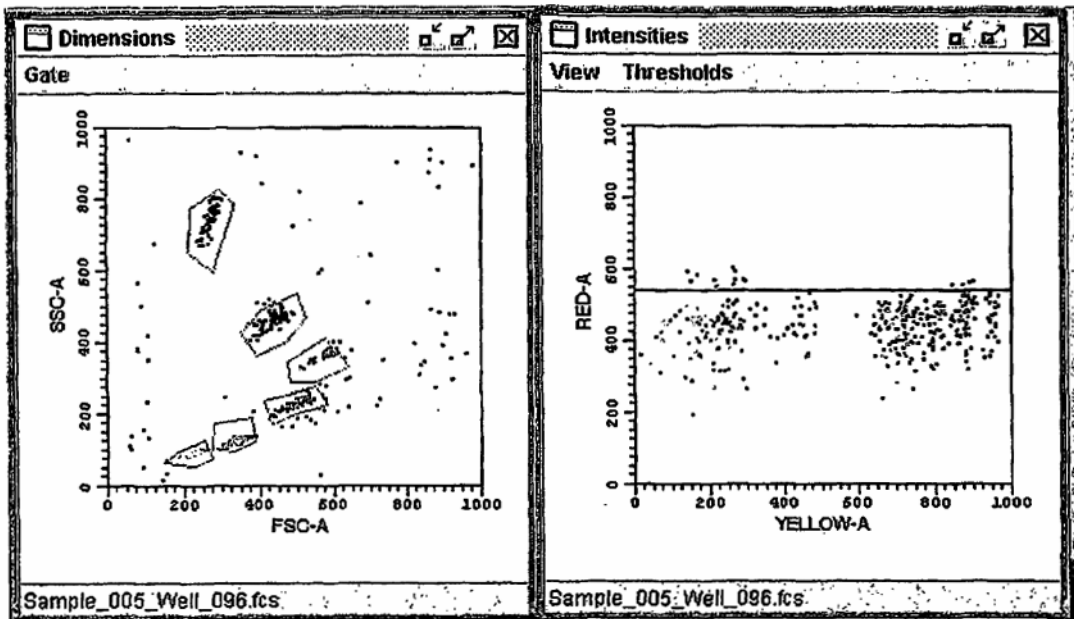 Dimensions
Gate
1000
800
600
400
200
0
SSC-A
0 200 400 600 800 1000
FSC-A
Sample_005_Well_096.fcs
Intensities
View Thresholds
1000
800
600
400
200
0
RED-A
0 200 400 600 800 1000
YELLOW-A
Sample_005_Well_096.fcs